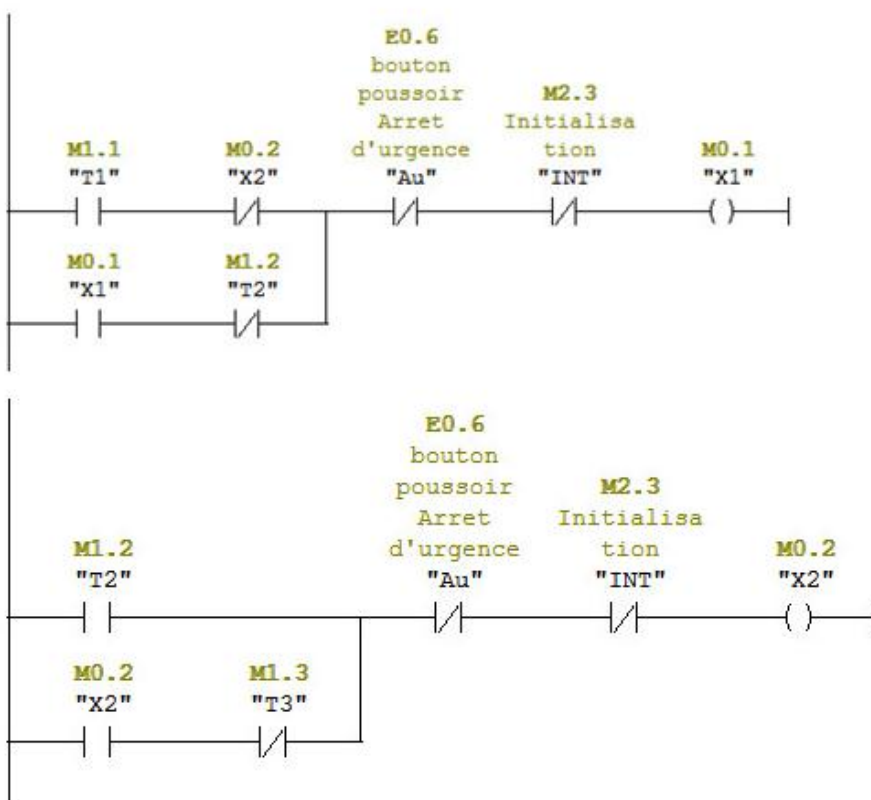 E0.6
bouton
poussoir M2.3
Arret Initialisa
M1.1 M0.2 d'urgence tion M0.1
"T1" "X2" "Au" "INT" "X1"
M0.1 M1.2
"X1" "T2"
E0.6
bouton
poussoir M2.3
Arret Initialisa
M1.2 d'urgence tion M0.2
"T2" "Au" "INT" "X2"
M0.2 M1.3
"X2" "T3"